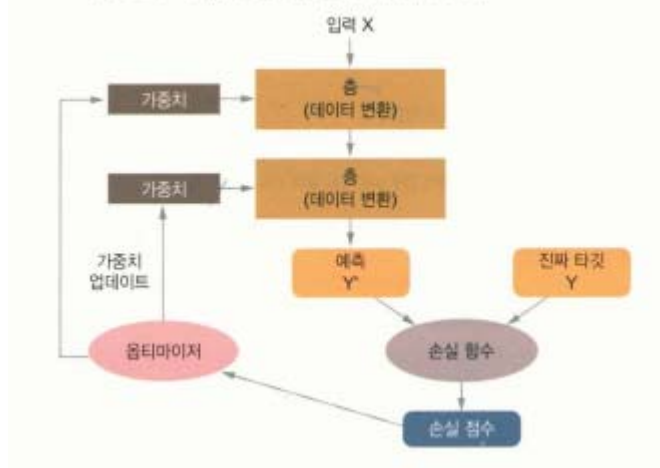 입력 X
가중치
층
(데이터 변환)
가중치
층
(데이터 변환)
가중치
업데이트
예측
Y'
진짜 타깃
Y
옵티마이저
손실 함수
손실 점수